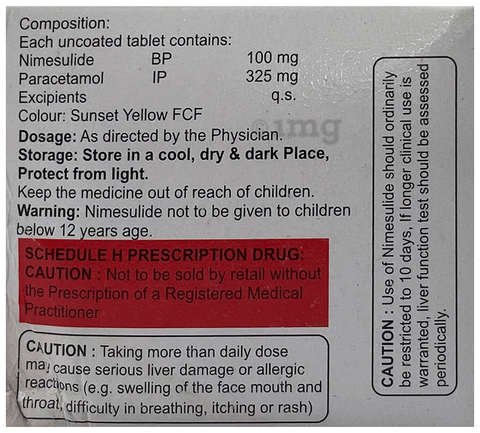 Composition:
Each uncoated tablet contains:
Nimesulide BP 100 mg
Paracetamol IP 325 mg
Excipients q.s.
Colour: Sunset Yellow FCF
Dosage: As directed by the Physician.
Storage: Store in a cool, dry & dark Place,
Protect from light.
Keep the medicine out of reach of children.
Warning: Nimesulide not to be given to children
below 12 years age.
SCHEDULE H PRESCRIPTION DRUG:
CAUTION : Not to be sold by retail without
the Prescription of a Registered Medical
Practitioner
CAUTION : Taking more than daily dose
may cause serious liver damage or allergic
reactions (e.g. swelling of the face mouth and
throat, difficulty in breathing, itching or rash)
CAUTION : Use of Nimesulide should ordinarily
be restricted to 10 days, If longer clinical use is
warranted, liver function test should be assessed
periodically.
1mg